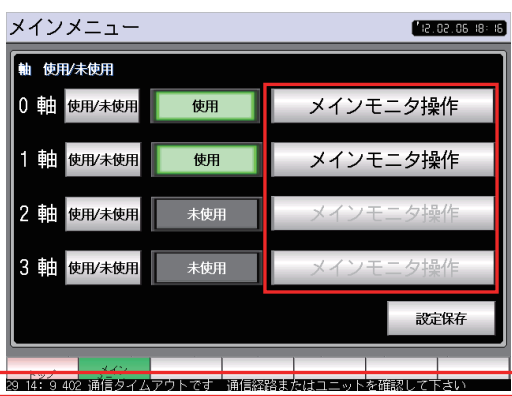 メインメニュー '12.02.06 18:16
軸 使用/未使用
0 軸 使用/未使用 使用 メインモニタ操作
1 軸 使用/未使用 使用 メインモニタ操作
2 軸 使用/未使用 未使用 メインモニタ操作
3 軸 使用/未使用 未使用 メインモニタ操作
設定保存
トップ メイン
29 14: 9 402 通信タイムアウトです 通信経路またはユニットを確認して下さい